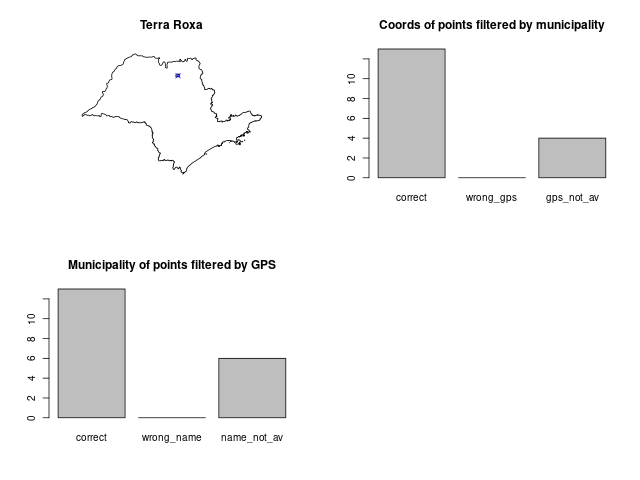 Terra Roxa
Coords of points filtered by municipality
10
8
6
4
2
0
correct wrong_gps gps_not_av
Municipality of points filtered by GPS
10
8
6
4
2
0
correct wrong_name name_not_av